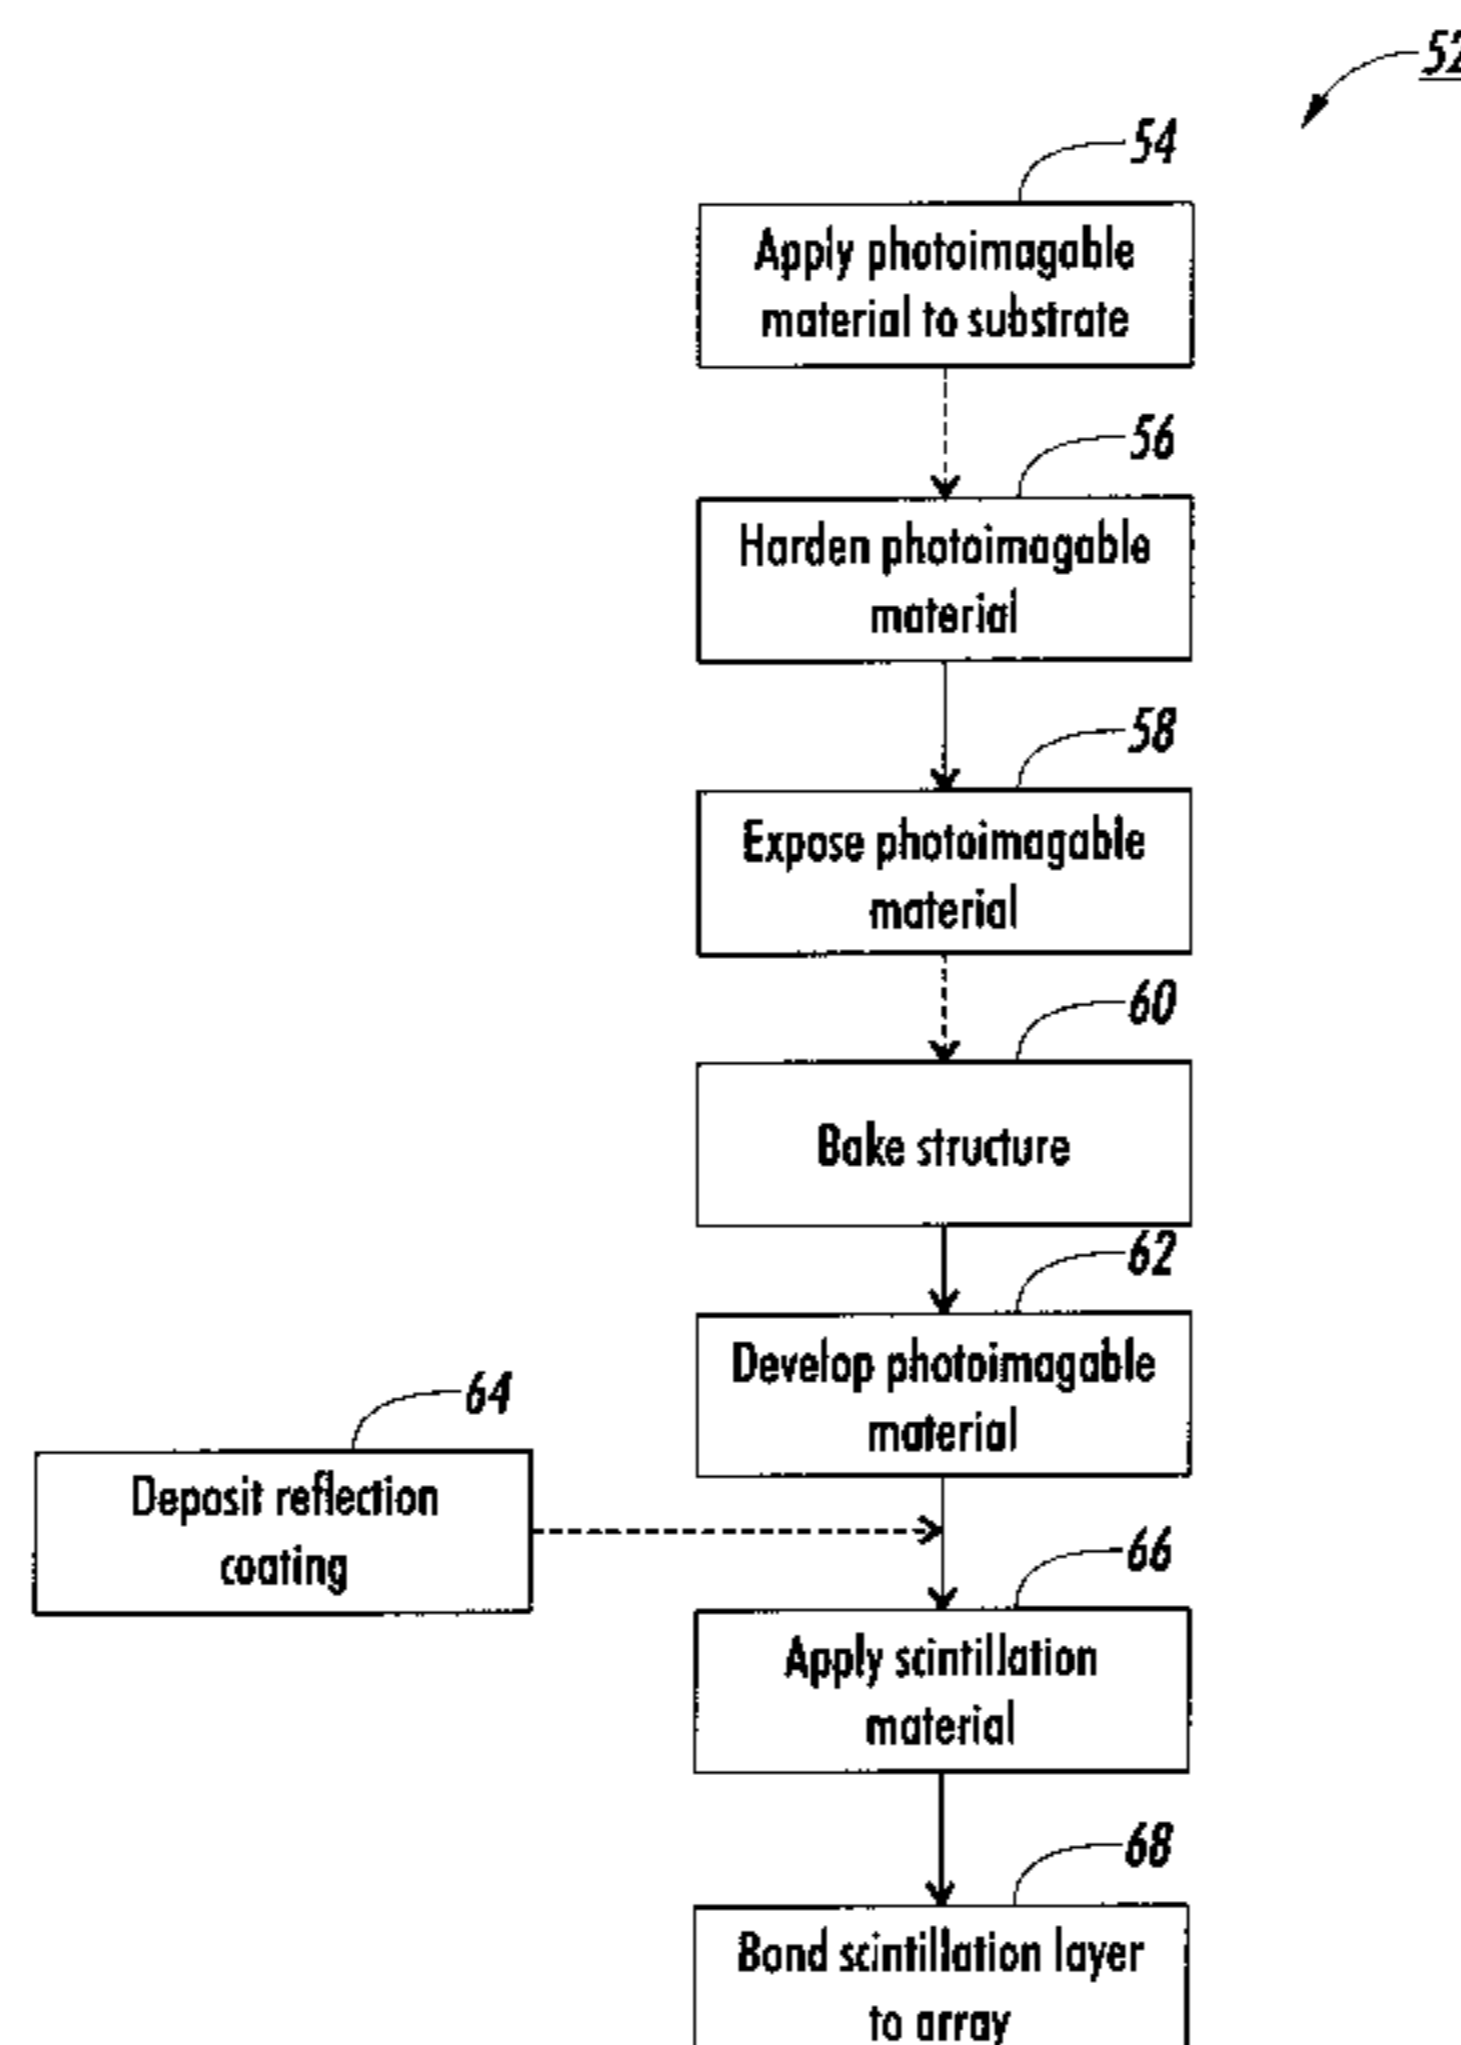 52
54
Apply photoimagable
material to substrate
56
Harden photoimagable
material
58
Expose photoimagable
material
60
Bake structure
62
Develop photoimagable
material
64
Deposit reflection
coating
66
Apply scintillation
material
68
Bond scintillation layer
to array